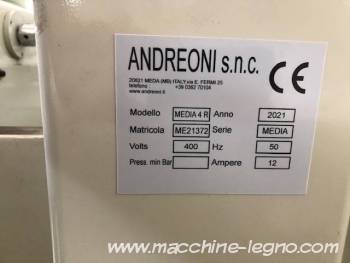 ANDREONI s.n.c. CE
20821 MEDA (MB) ITALY via E. FERMI 25
telefono : +39 0362 70104
www.andreoni.it
Modello MEDIA 4 R Anno 2021
Matricola ME21372 Serie MEDIA
Volts 400 Hz 50
Press. min Bar Ampere 12
www.macchine-legno.com